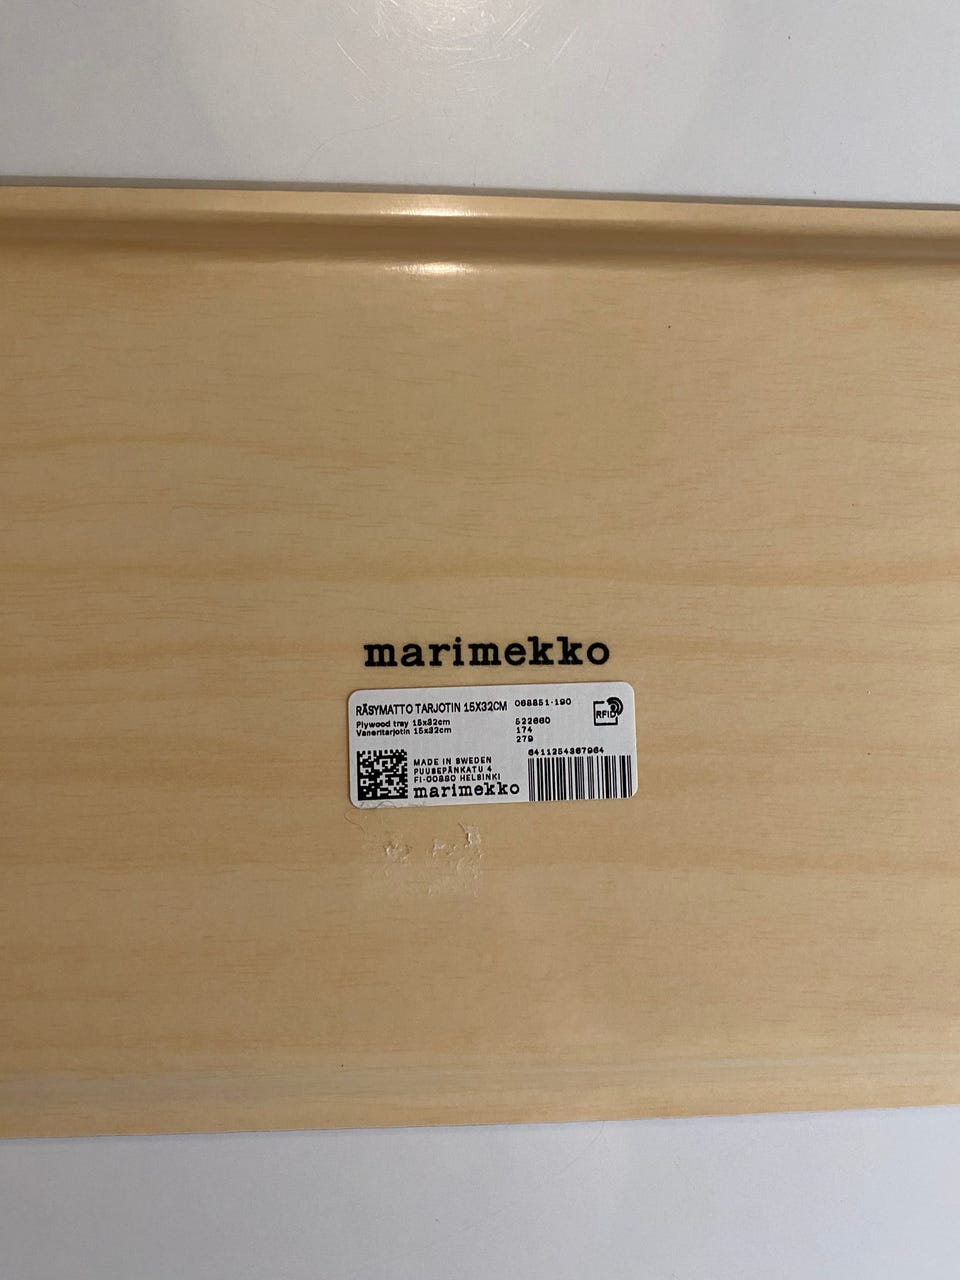 marimekko
RÄSYMATTO TARJOTIN 15X32CM 068851-190
Plywood tray 15x32cm
Vaneritarjotin 15x32cm
522660
174
279
RFID
6411254367964
MADE IN SWEDEN
PUUSEPÄNKATU 4
FI-00880 HELSINKI
marimekko